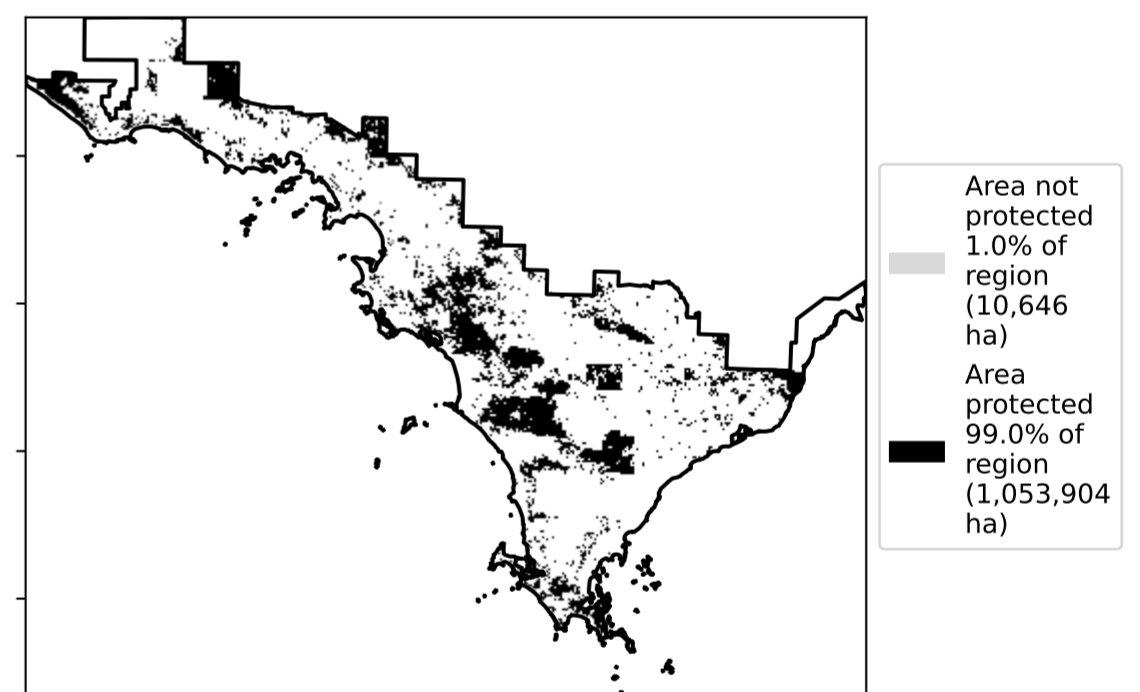 Area not
protected
1.0% of
region
(10,646
ha)
Area
protected
99.0% of
region
(1,053,904
ha)